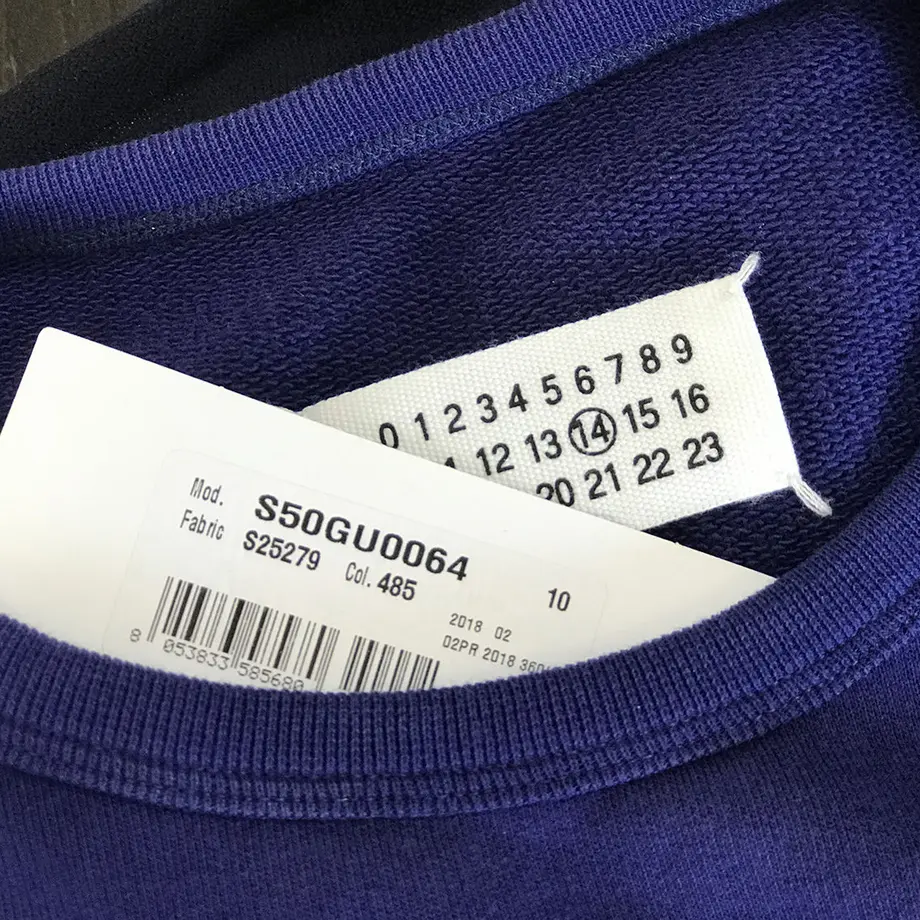 0 1 2 3 4 5 6 7 8 9
12 13 14 15 16
20 21 22 23
Mod. S50GU0064
Fabric S25279 Col. 485
10
2018 02
02PR 2018 360
8 053833 585680